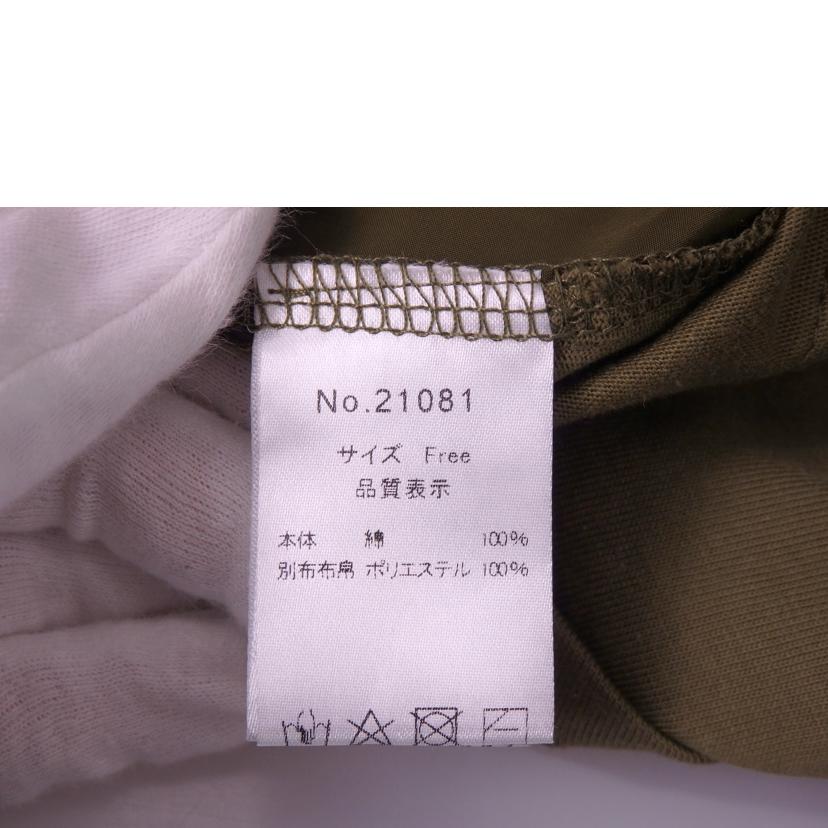 No.21081
サイズ Free
品質表示
本体 綿 100%
別布布帛 ポリエステル 100%